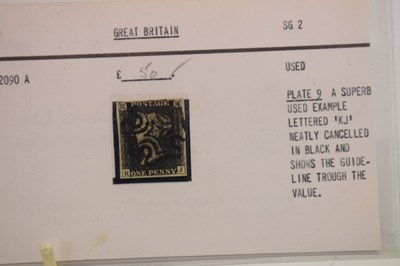 GREAT BRITAIN SG 2
2090 A £ 50 USED
POSTAGE
K ONE PENNY J
PLATE 9 A SUPERB
USED EXAMPLE
LETTERED 'KJ'
NEATLY CANCELLED
IN BLACK AND
SHOWS THE GUIDE-
LINE TROUGH THE
VALUE.